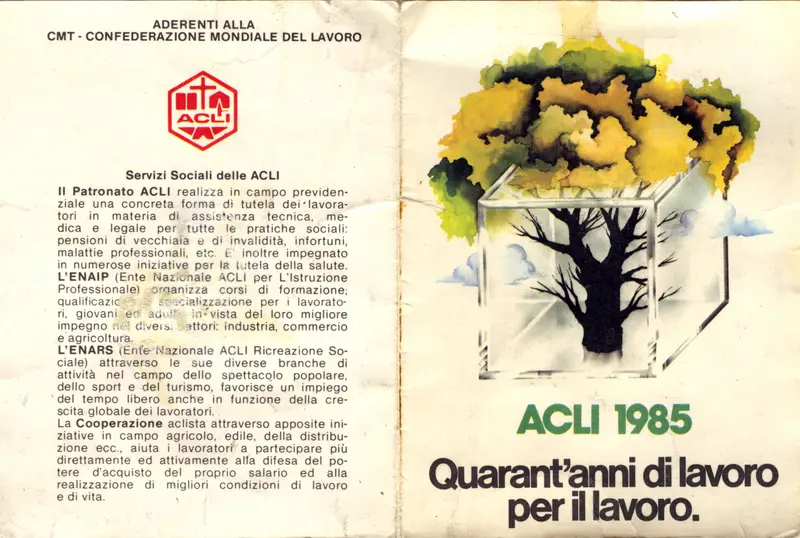 ADERENTI ALLA
CMT - CONFEDERAZIONE MONDIALE DEL LAVORO
ACLI
Servizi Sociali delle ACLI
Il Patronato ACLI realizza in campo previden-
ziale una concreta forma di tutela dei lavora-
tori in materia di assistenza tecnica, me-
dica e legale per tutte le pratiche sociali:
pensioni di vecchiaia e di invalidità, infortuni,
malattie professionali, etc. E' inoltre impegnato
in numerose iniziative per la tutela della salute.
L'ENAIP (Ente Nazionale ACLI per L'Istruzione
Professionale) organizza corsi di formazione,
qualificazio specializzazione per i lavorato-
ri, giovani ed adulti in vista del loro migliore
impegno nei diversi settori: industria, commercio
e agricoltura.
L'ENARS (Ente Nazionale ACLI Ricreazione So-
ciale) attraverso le sue diverse branche di
attività nel campo dello spettacolo popolare,
dello sport e del turismo, favorisce un impiego
del tempo libero anche in funzione della cre-
scita globale dei lavoratori.
La Cooperazione aclista attraverso apposite ini-
ziative in campo agricolo, edile, della distribu-
zione ecc., aiuta i lavoratori a partecipare più
direttamente ed attivamente alla difesa del po-
tere d'acquisto del proprio salario ed alla
realizzazione di migliori condizioni di lavoro
e di vita.
ACLI 1985
Quarant'anni di lavoro
per il lavoro.